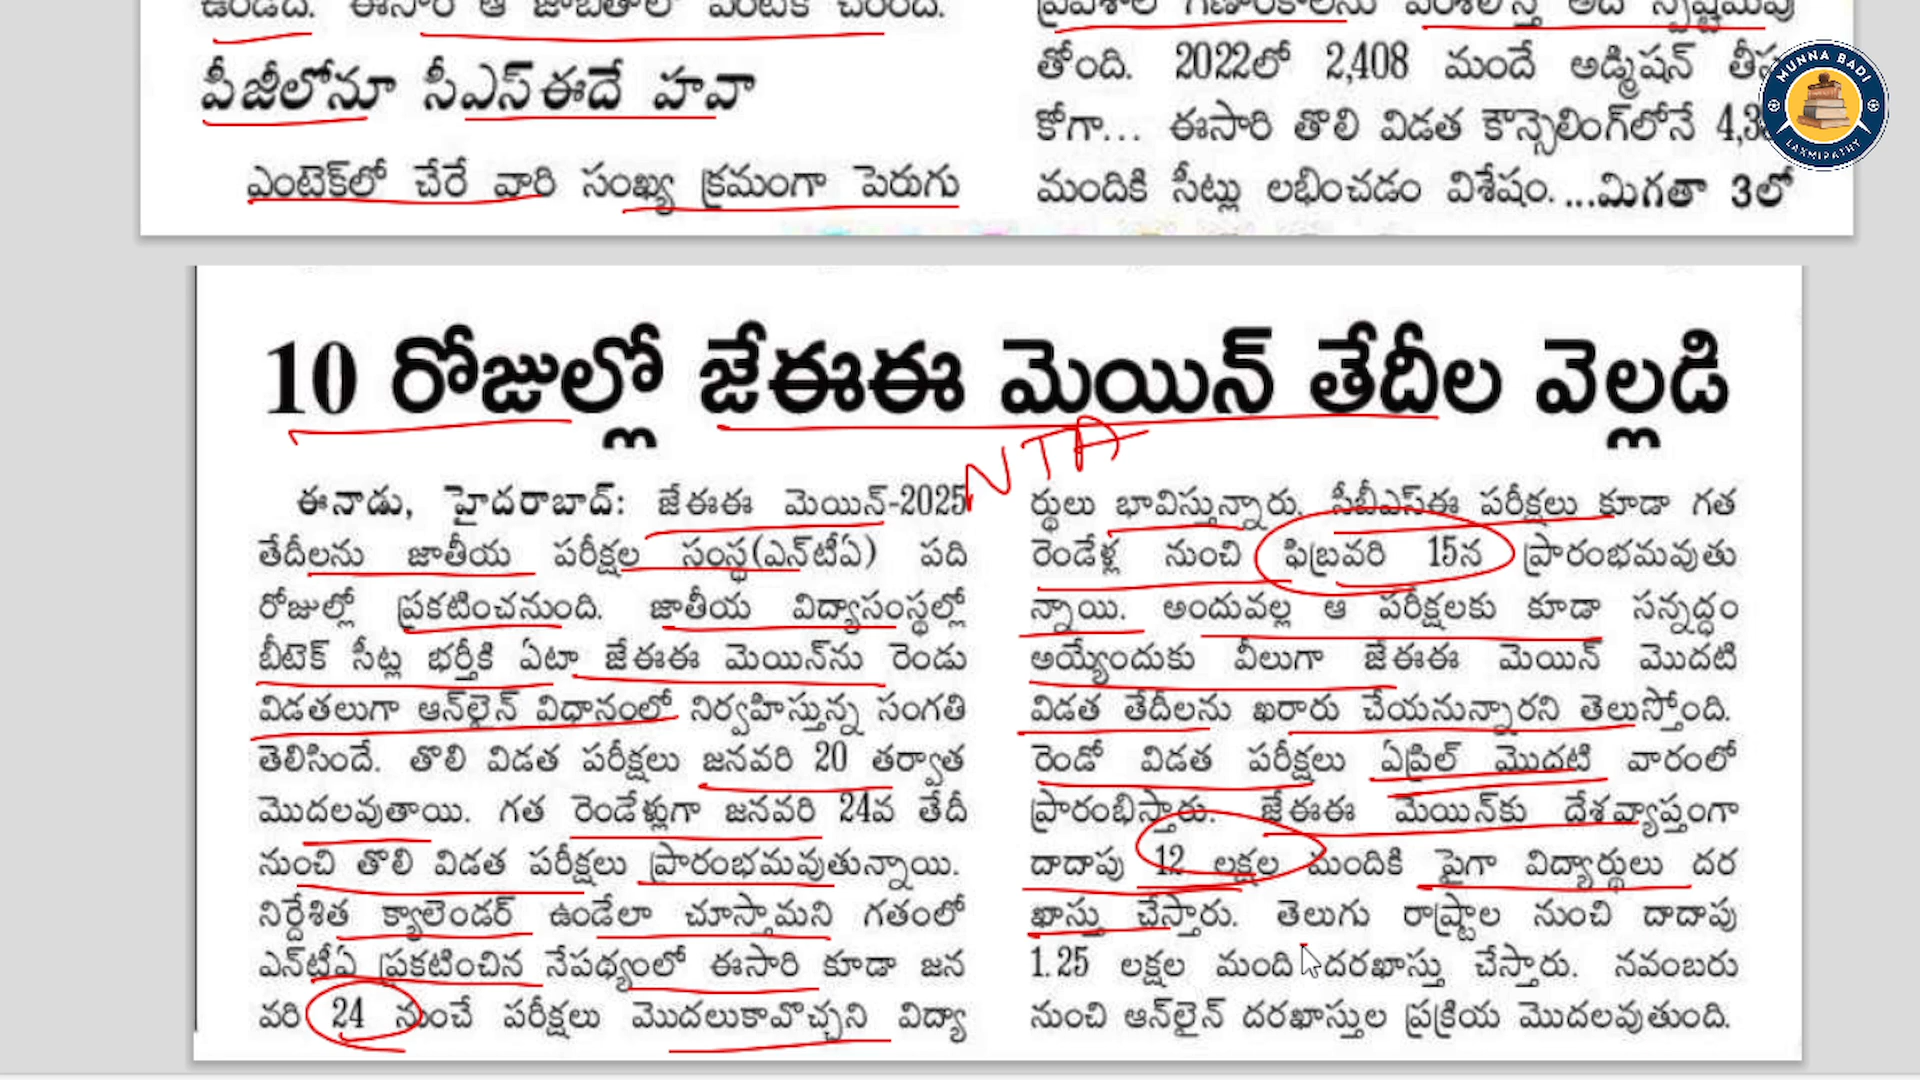 పీజీలోనూ సీఎస్ఈదే హవా
ఎంటెక్‌లో చేరే వారి సంఖ్య క్రమంగా పెరుగు
తోంది. 2022లో 2,408 మందే అడ్మిషన్
కోగా... ఈసారి తొలి విడత కౌన్సెలింగ్‌లోనే
మందికి సీట్లు లభించడం విశేషం. ...మిగతా 3లో
MUNNA BADI
LAXMIPATHY
10 రోజుల్లో జేఈఈ మెయిన్ తేదీల వెల్లడి
NTA
ఈనాడు, హైదరాబాద్: జేఈఈ మెయిన్-2025
తేదీలను జాతీయ పరీక్షల సంస్థ(ఎన్‌టీఏ) పది
రోజుల్లో ప్రకటించనుంది. జాతీయ విద్యాసంస్థల్లో
బీటెక్ సీట్ల భర్తీకి ఏటా జేఈఈ మెయిన్‌ను రెండు
విడతలుగా ఆన్‌లైన్ విధానంలో నిర్వహిస్తున్న సంగతి
తెలిసిందే. తొలి విడత పరీక్షలు జనవరి 20 తర్వాత
మొదలవుతాయి. గత రెండేళ్లుగా జనవరి 24వ తేదీ
నుంచి తొలి విడత పరీక్షలు ప్రారంభమవుతున్నాయి.
నిర్దేశిత క్యాలెండర్ ఉండేలా చూస్తామని గతంలో
ఎన్‌టీఏ ప్రకటించిన నేపథ్యంలో ఈసారి కూడా జన
వరి 24 నుంచే పరీక్షలు మొదలుకావొచ్చని విద్యా
ర్థులు భావిస్తున్నారు. సీబీఎస్ఈ పరీక్షలు కూడా గత
రెండేళ్ల నుంచి ఫిబ్రవరి 15న ప్రారంభమవుతు
న్నాయి. అందువల్ల ఆ పరీక్షలకు కూడా సన్నద్ధం
అయ్యేందుకు వీలుగా జేఈఈ మెయిన్ మొదటి
విడత తేదీలను ఖరారు చేయనున్నారని తెలుస్తోంది.
రెండో విడత పరీక్షలు ఏప్రిల్ మొదటి వారంలో
ప్రారంభిస్తారు. జేఈఈ మెయిన్‌కు దేశవ్యాప్తంగా
దాదాపు 12 లక్షల మందికి పైగా విద్యార్థులు దర
ఖాస్తు చేస్తారు. తెలుగు రాష్ట్రాల నుంచి దాదాపు
1.25 లక్షల మంది దరఖాస్తు చేస్తారు. నవంబరు
నుంచి ఆన్‌లైన్ దరఖాస్తుల ప్రక్రియ మొదలవుతుంది.